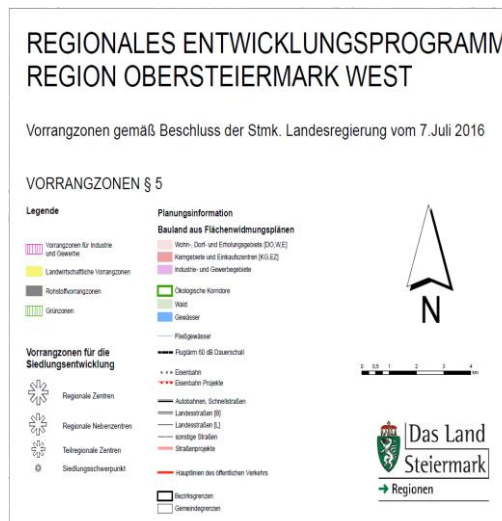 REGIONALES ENTWICKLUNGSPROGRAMM
REGION OBERSTEIERMARK WEST
Vorrangzonen gemäß Beschluss der Stmk. Landesregierung vom 7.Juli 2016
VORRANGZONEN § 5
Legende
Vorrangzonen für Industrie
und Gewerbe
Landwirtschaftliche Vorrangzonen
Rohstoffvorrangzonen
Grünzonen
Vorrangzonen für die
Siedlungsentwicklung
Regionale Zentren
Regionale Nebenzentren
Teilregionale Zentren
Siedlungsschwerpunkt
Planungsinformation
Bauland aus Flächenwidmungsplänen
Wohn-, Dorf- und Erholungsgebiete [DO,W,E]
Kerngebiete und Einkaufszentren [KG,EZ]
Industrie- und Gewerbegebiete
Ökologische Korridore
Wald
Gewässer
Fließgewässer
Fluglärm 60 dB Dauerschall
Eisenbahn
Eisenbahn Projekte
Autobahnen, Schnellstraßen
Landesstraßen [B]
Landesstraßen [L]
sonstige Straßen
Straßenprojekte
Hauptlinien des öffentlichen Verkehrs
Bezirksgrenzen
Gemeindegrenzen
N
0 0,5 1 2 3 4
km
Das Land
Steiermark
→ Regionen